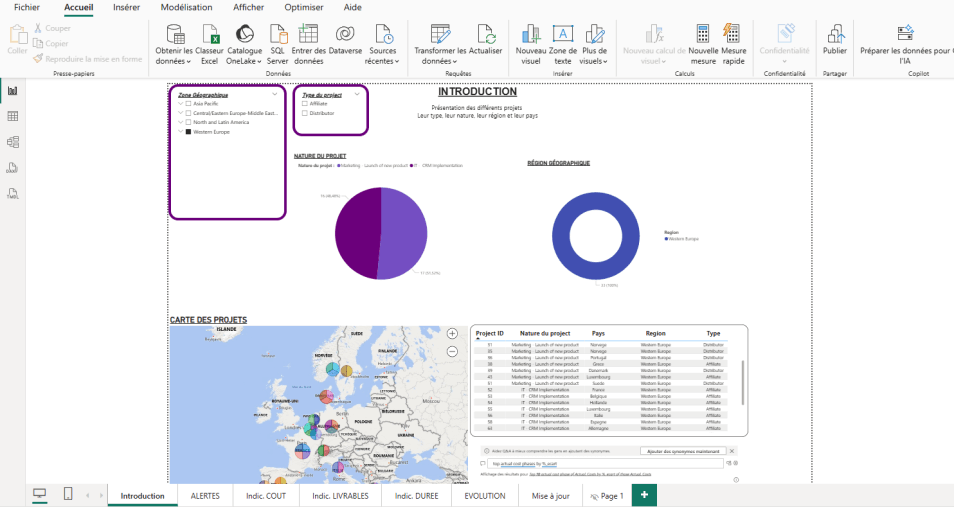 Fichier Accueil Insérer Modélisation Afficher Optimiser Aide
Coller
Couper
Copier
Reproduire la mise en forme
Presse-papiers
Obtenir les données
Classeur Excel
Catalogue OneLake
SQL Server
Entrer des données
Dataverse
Sources récentes
Données
Transformer les données
Actualiser
Requêtes
Nouveau visuel
Zone de texte
Plus de visuels
Insérer
Nouveau calcul de visuel
Nouvelle mesure
Mesure rapide
Calculs
Confidentialité
Confidentialité
Publier
Partager
Préparer les données pour
l'IA
Copilot
DAX
TMDL
Zone Géographique
Asia Pacific
Central/Eastern Europe-Middle East...
North and Latin America
Western Europe
Type du project
Affiliate
Distributor
INTRODUCTION
Présentation des différents projets
Leur type, leur nature, leur région et leur pays
NATURE DU PROJET
Nature du projet : Marketing - Launch of new product IT - CRM implementation
17 (51,52%)
RÉGION GÉOGRAPHIQUE
Region
Western Europe
CARTE DES PROJETS
ISLANDE
SUÈDE
NORVÈGE
FINLANDE
ROYAUME-UNI
Moscou
Berlin
POLOGNE
UKRAINE
ROUMANIE
Ankara
Project ID Nature du project Pays Region Type
Marketing - Launch of new product Norvege Western Europe Distributor
Marketing - Launch of new product Norvege Western Europe Distributor
Marketing - Launch of new product Portugal Western Europe Distributor
Marketing - Launch of new product Grece Western Europe Affiliate
Marketing - Launch of new product Danemark Western Europe Distributor
Marketing - Launch of new product Luxembourg Western Europe Affiliate
Marketing - Launch of new product Suede Western Europe Distributor
52 IT - CRM implementation France Western Europe Affiliate
53 IT - CRM implementation Belgique Western Europe Affiliate
54 IT - CRM implementation Hollande Western Europe Affiliate
55 IT - CRM implementation Luxembourg Western Europe Affiliate
56 IT - CRM implementation Italie Western Europe Affiliate
IT - CRM implementation Espagne Western Europe Affiliate
IT - CRM implementation Allemagne Western Europe Affiliate
Aidez Q&A à mieux comprendre les gens en ajoutant des synonymes.
Ajouter des synonymes maintenant
top actual cost phases by %_ecart
Introduction ALERTES Indic. COUT Indic. LIVRABLES Indic. DUREE EVOLUTION Mise à jour Page 1